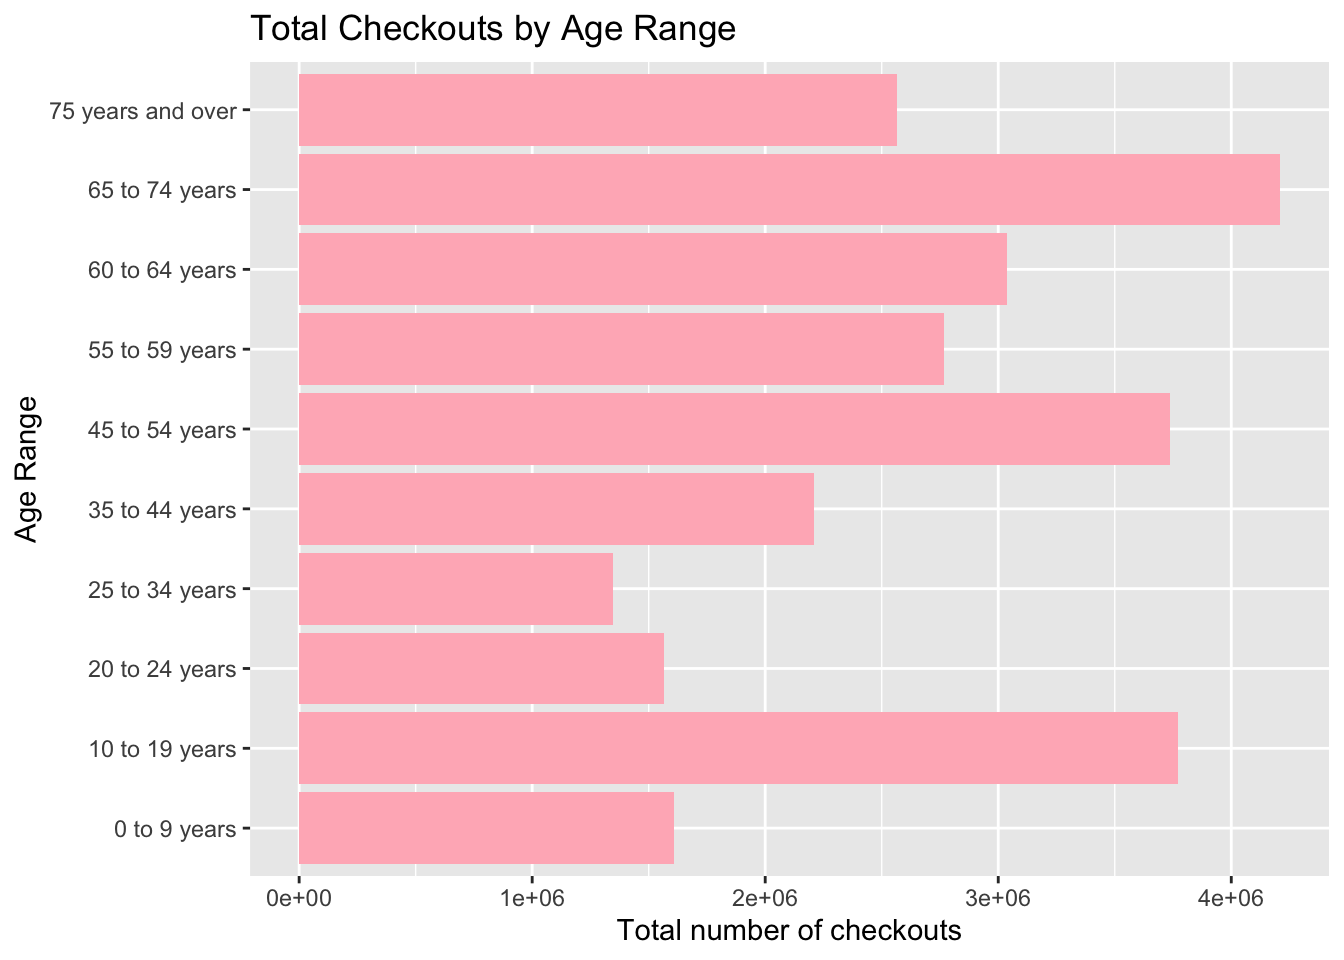 Total Checkouts by Age Range
75 years and over
65 to 74 years
60 to 64 years
55 to 59 years
45 to 54 years
35 to 44 years
25 to 34 years
20 to 24 years
10 to 19 years
0 to 9 years
Age Range
0e+00 1e+06 2e+06 3e+06 4e+06
Total number of checkouts